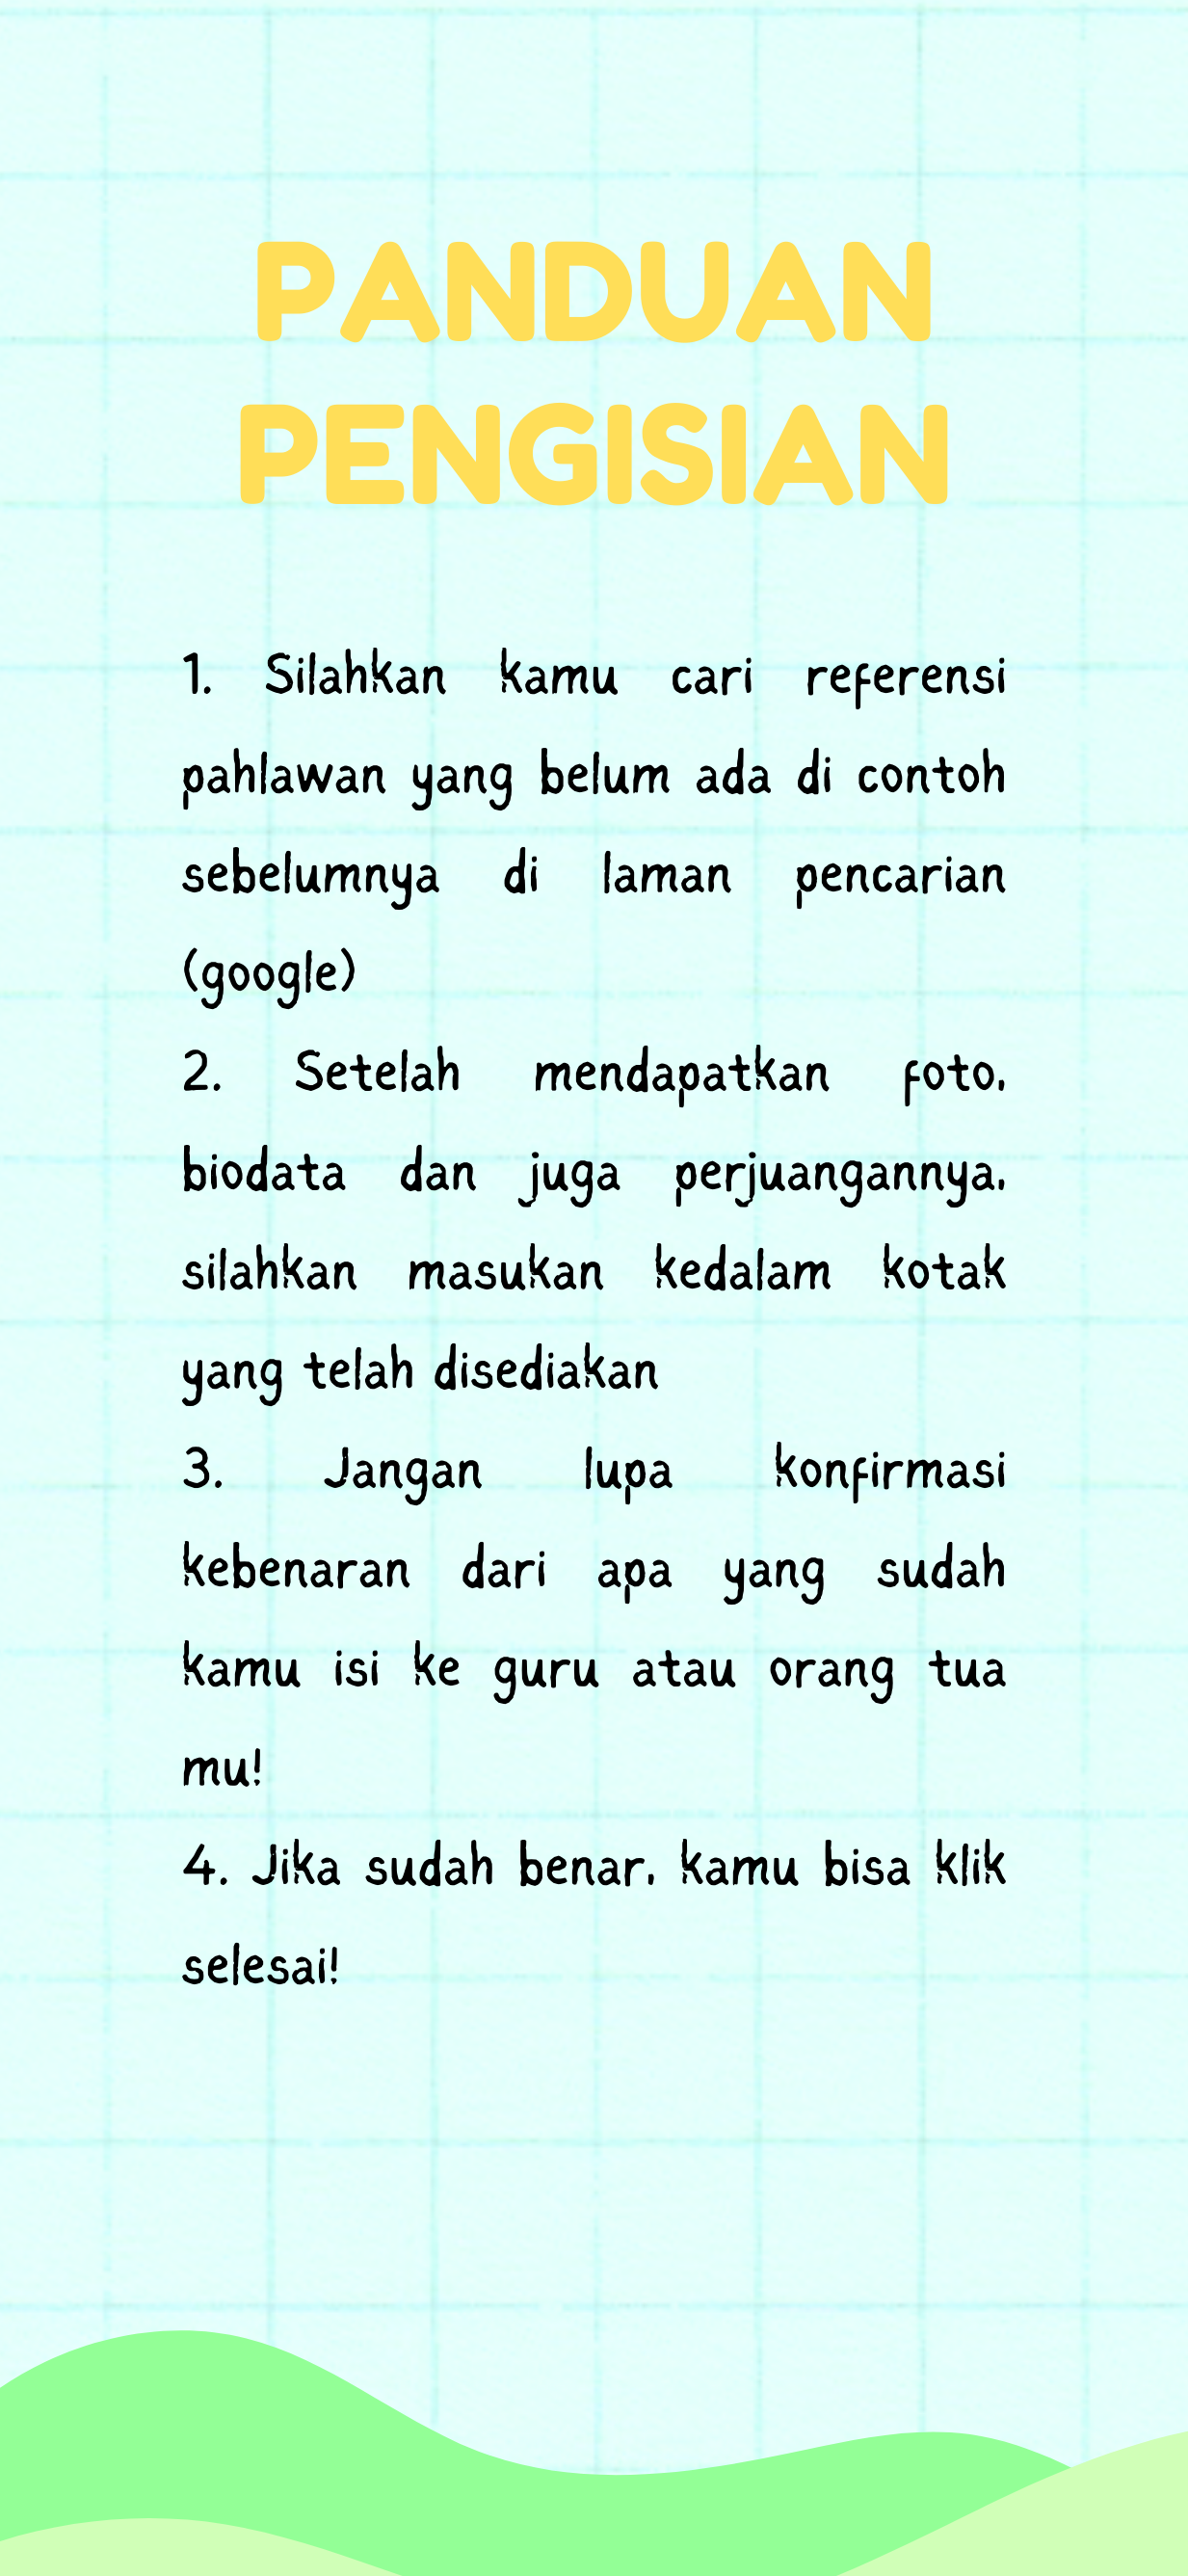 PANDUAN
PENGISIAN
1. Silahkan kamu cari referensi
pahlawan yang belum ada di contoh
sebelumnya di laman pencarian
(google)
2. Setelah mendapatkan foto,
biodata dan juga perjuangannya,
silahkan masukan kedalam kotak
yang telah disediakan
3. Jangan lupa konfirmasi
kebenaran dari apa yang sudah
kamu isi ke guru atau orang tua
mu!
4. Jika sudah benar, kamu bisa klik
selesai!